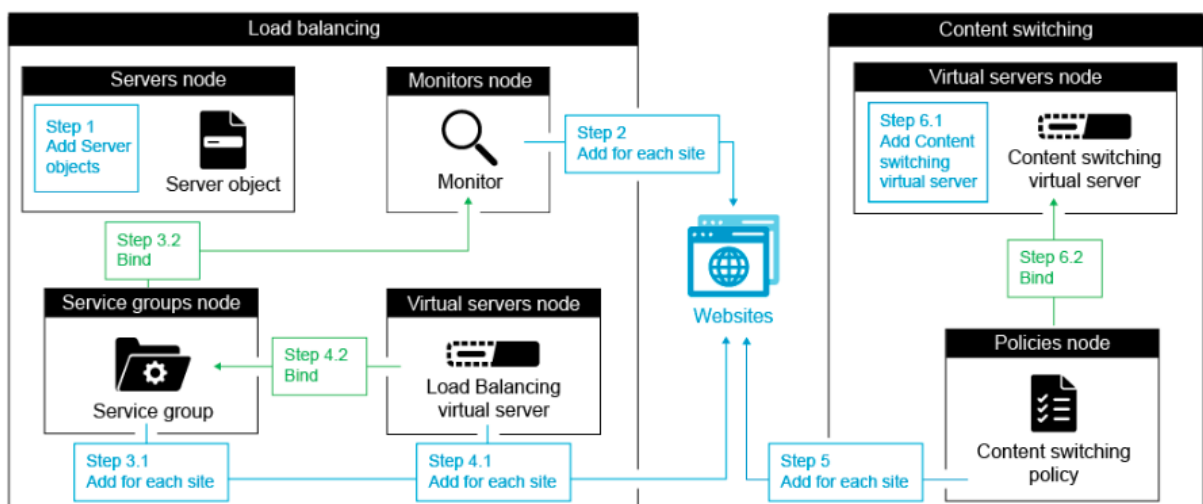 Load balancing
Servers node
Step 1
Add Server
objects
Server object
Monitors node
Monitor
Step 2
Add for each site
Step 3.2
Bind
Service groups node
Service group
Step 4.2
Bind
Virtual servers node
Load Balancing
virtual server
Step 3.1
Add for each site
Step 4.1
Add for each site
Websites
Content switching
Virtual servers node
Step 6.1
Add Content
switching
virtual server
Content switching
virtual server
Step 6.2
Bind
Policies node
Content switching
policy
Step 5
Add for each site